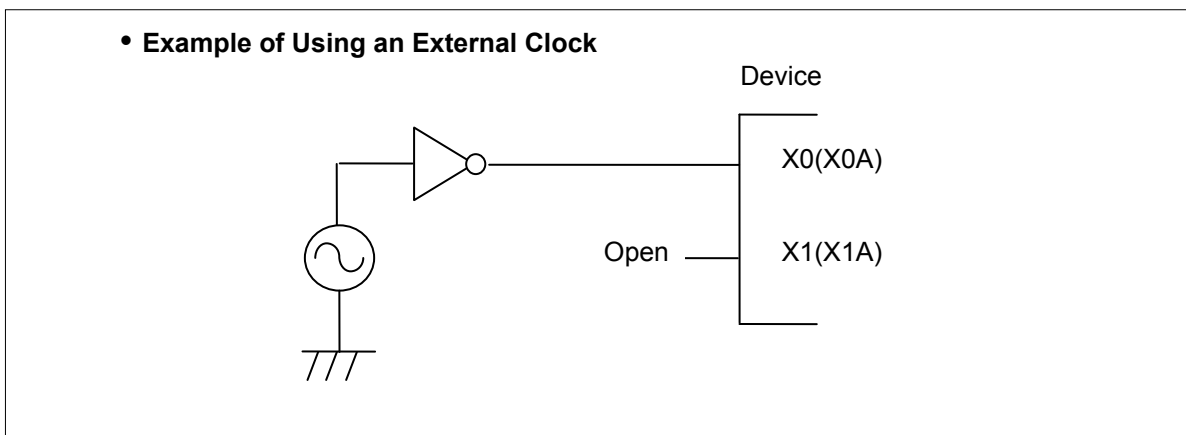 • Example of Using an External Clock
Device
X0(X0A)
Open X1(X1A)